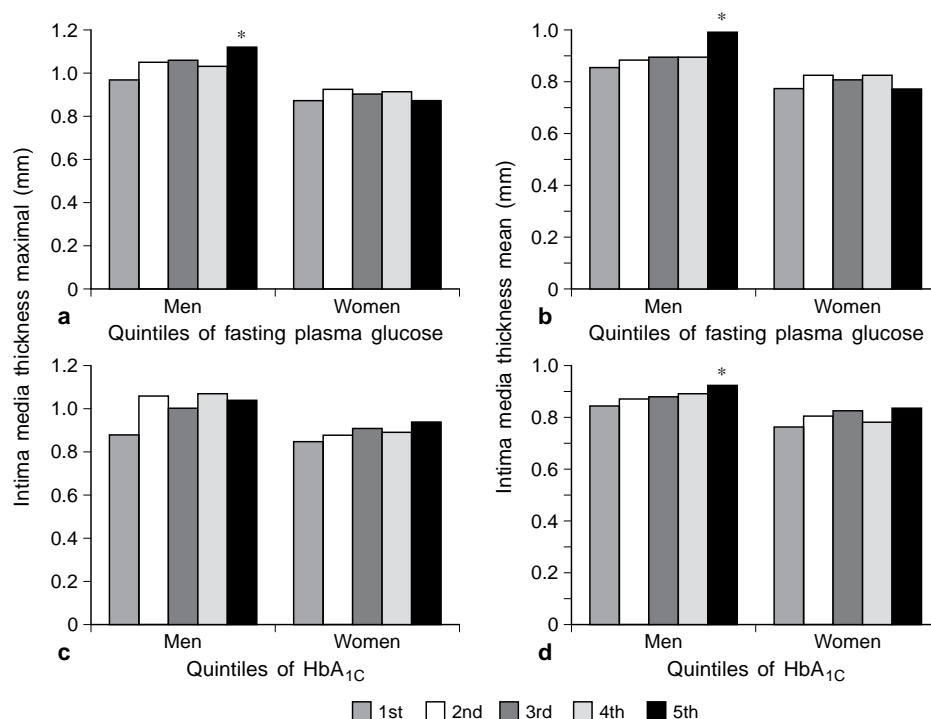 Intima media thickness maximal (mm)
1.2
1.0
0.8
0.6
0.4
0.2
0
*
Men
Women
a
Quintiles of fasting plasma glucose
Intima media thickness mean (mm)
1.0
0.8
0.6
0.4
0.2
0
*
Men
Women
b
Quintiles of fasting plasma glucose
1.2
1.0
0.8
0.6
0.4
0.2
0
Men
Women
c
Quintiles of HbA1C
1.0
0.8
0.6
0.4
0.2
0
*
Men
Women
d
Quintiles of HbA1C
1st 2nd 3rd 4th 5th